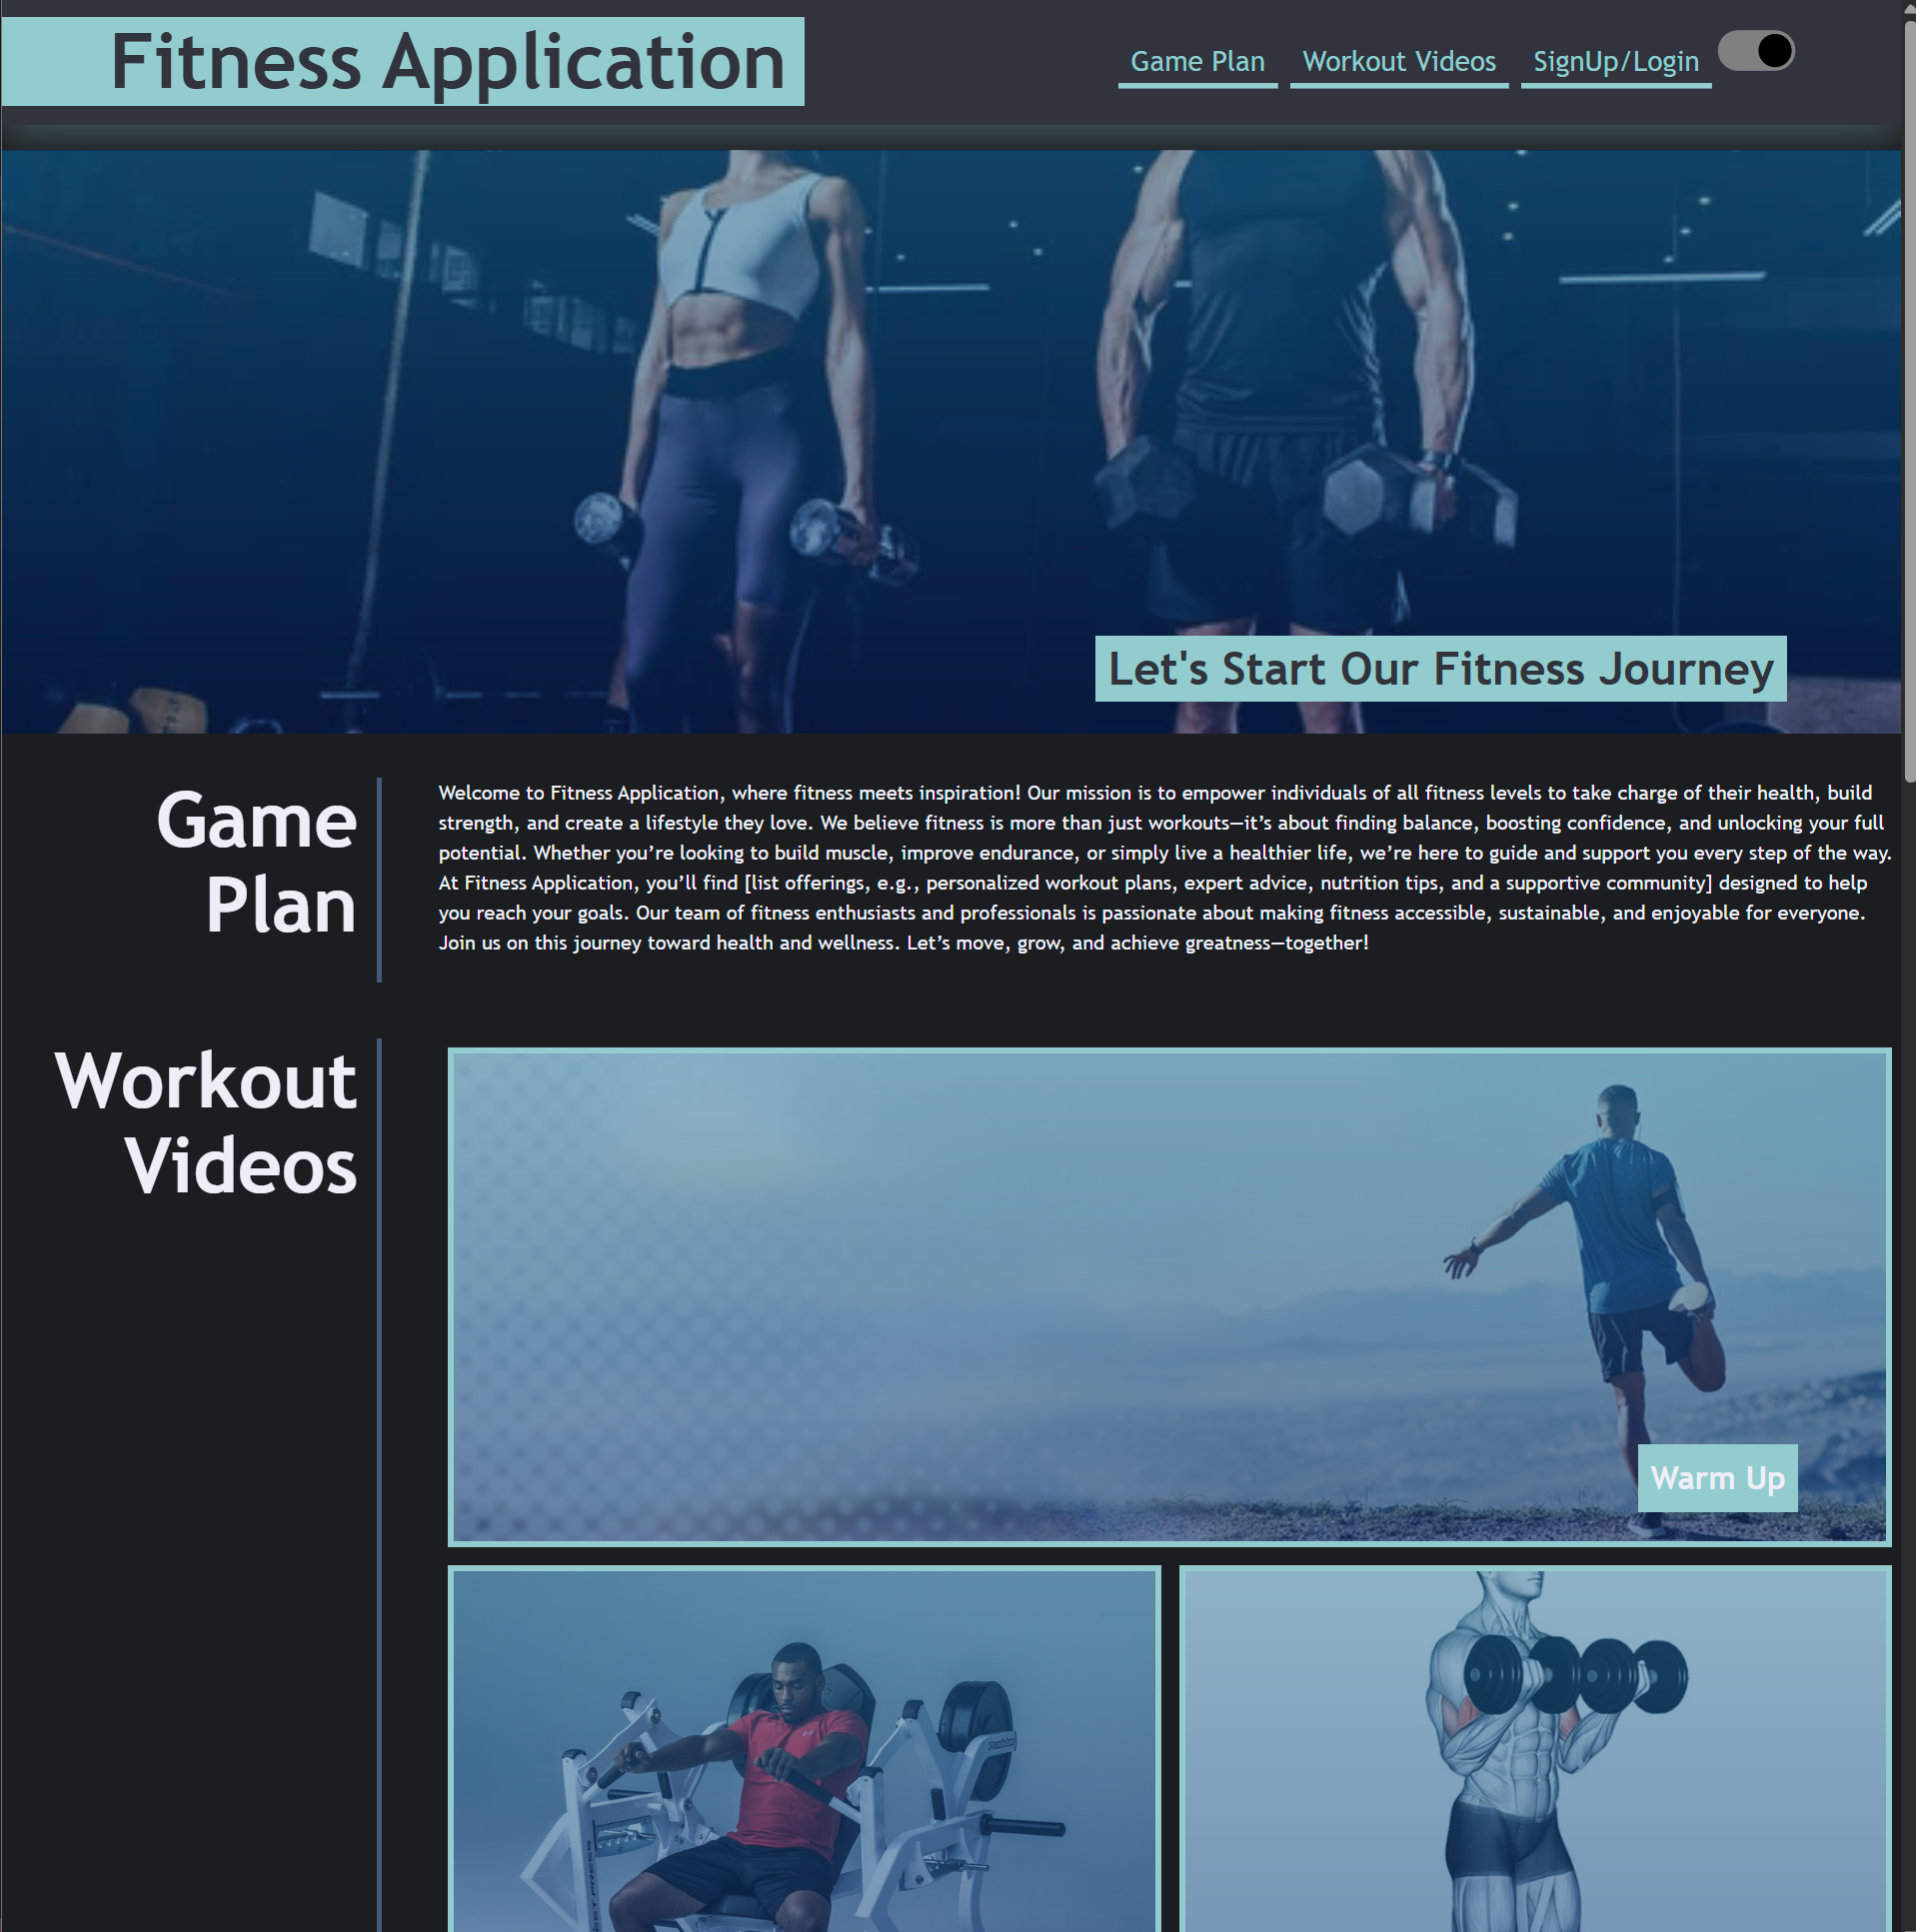 Fitness Application
Game Plan
Workout Videos
SignUp/Login
Let's Start Our Fitness Journey
Game
Plan
Welcome to Fitness Application, where fitness meets inspiration! Our mission is to empower individuals of all fitness levels to take charge of their health, build
strength, and create a lifestyle they love. We believe fitness is more than just workouts—it’s about finding balance, boosting confidence, and unlocking your full
potential. Whether you’re looking to build muscle, improve endurance, or simply live a healthier life, we’re here to guide and support you every step of the way.
At Fitness Application, you’ll find [list offerings, e.g., personalized workout plans, expert advice, nutrition tips, and a supportive community] designed to help
you reach your goals. Our team of fitness enthusiasts and professionals is passionate about making fitness accessible, sustainable, and enjoyable for everyone.
Join us on this journey toward health and wellness. Let’s move, grow, and achieve greatness—together!
Workout
Videos
Warm Up